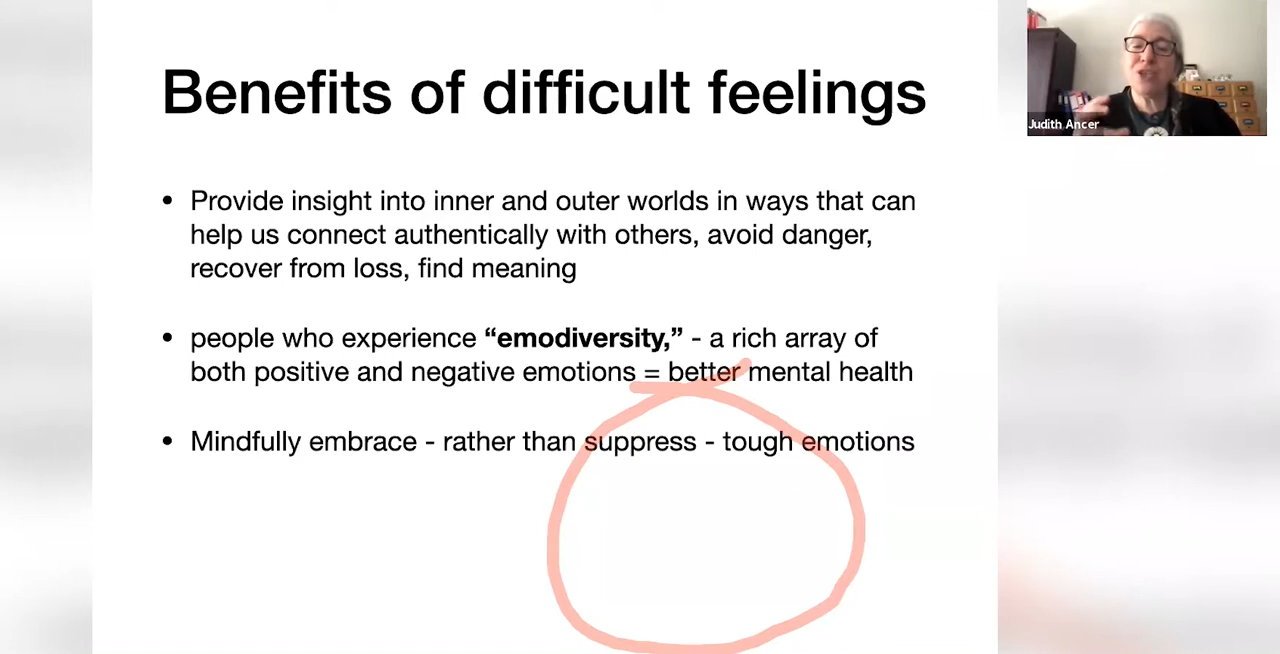 Benefits of difficult feelings
• Provide insight into inner and outer worlds in ways that can
help us connect authentically with others, avoid danger,
recover from loss, find meaning
• people who experience “emodiversity,” - a rich array of
both positive and negative emotions = better mental health
• Mindfully embrace - rather than suppress - tough emotions
Judith Ancer